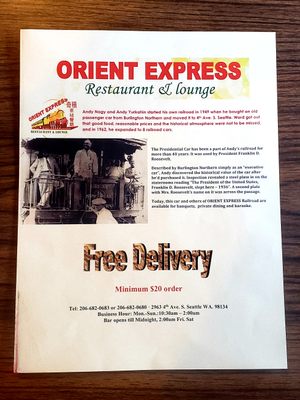 ORIENT EXPRESS
Restaurant & lounge
ORIENT EXPRESS
RESTAURANT & LOUNGE
Andy Nagy and Andy Yurkanin started his own railroad in 1949 when he bought an old
passenger car from Burlington Northern and moved it to 4th Ave S. Seattle. Word got out
that good food, reasonable prices and the historical atmosphere were not to be missed,
and in 1962, he expanded to 8 railroad cars.
The Presidential Car has been a part of Andy's railroad for
more than 40 years. It was used by President Franklin D.
Roosevelt.
Described by Burlington Northern simply as an "executive
car", Andy discovered the historical value of the car after
he'd purchased it. Inspection revealed a steel plate in on the
stateroom reading "The President of the United States,
Franklin D. Roosevelt, slept here – 1936". A second plate
with Mrs. Roosevelt's name on it was across the passage.
Today, this car and others of ORIENT EXPRESS Railroad are
available for banquets, private dining and karaoke.
Free Delivery
Minimum $20 order
Tel: 206-682-0683 or 206-682-0680 · 2963 4th Ave. S. Seattle WA. 98134
Business Hour: Mon.-Sun.:10:30am – 2:00am
Bar opens till Midnight, 2:00am Fri. Sat